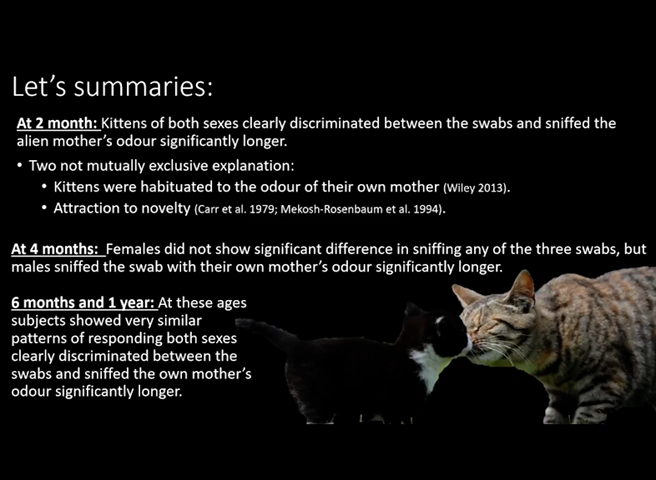 Let's summaries:
At 2 month: Kittens of both sexes clearly discriminated between the swabs and sniffed the
alien mother's odour significantly longer.
• Two not mutually exclusive explanation:
• Kittens were habituated to the odour of their own mother (Wiley 2013).
• Attraction to novelty (Carr et al. 1979; Mekosh-Rosenbaum et al. 1994).
At 4 months: Females did not show significant difference in sniffing any of the three swabs, but
males sniffed the swab with their own mother's odour significantly longer.
6 months and 1 year: At these ages
subjects showed very similar
patterns of responding both sexes
clearly discriminated between the
swabs and sniffed the own mother's
odour significantly longer.